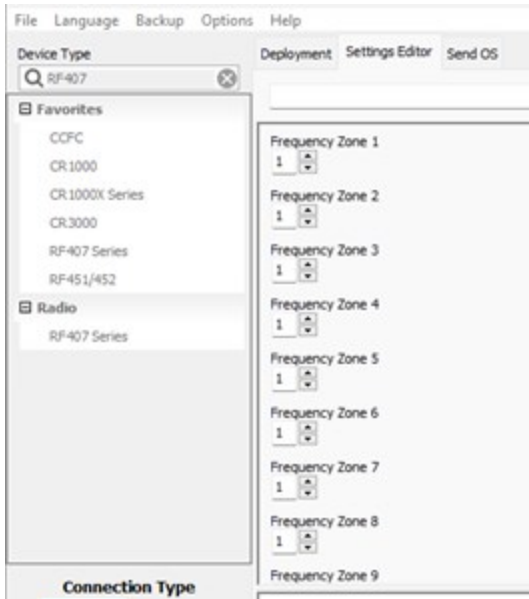 File Language Backup Options Help
Device Type
RF407
Favorites
CCFC
CR1000
CR1000X Series
CR3000
RF407 Series
RF451/452
Radio
RF407 Series
Connection Type
Deployment Settings Editor Send OS
Frequency Zone 1
1
Frequency Zone 2
1
Frequency Zone 3
1
Frequency Zone 4
1
Frequency Zone 5
1
Frequency Zone 6
1
Frequency Zone 7
1
Frequency Zone 8
1
Frequency Zone 9